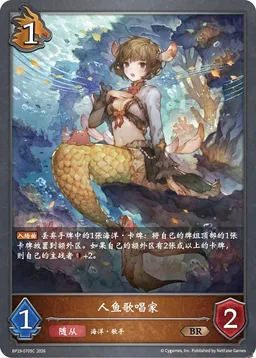 1
入场曲 丢弃手牌中的1张海洋·卡牌：将自己的牌组顶部的1张卡牌放置到额外区。如果自己的额外区有2张或以上的卡牌，则自己的主战者 +2。
人鱼歌唱家
1
随从
海洋·歌手
BR
2
© Cygames, Inc. Published by NetEase Games